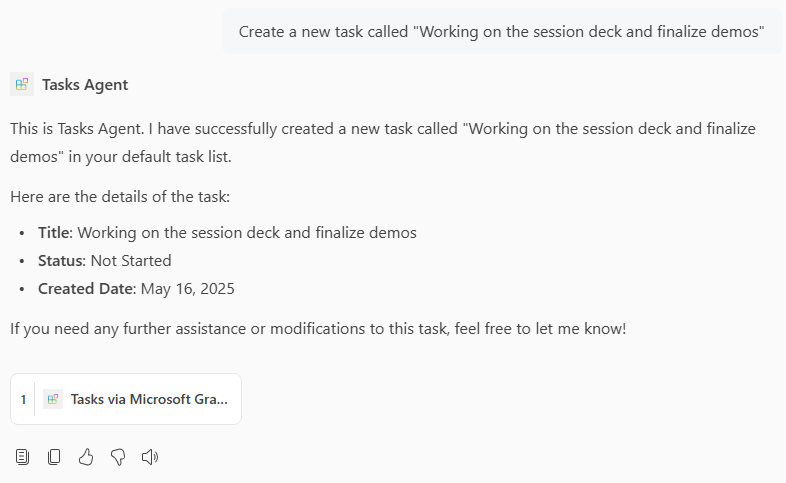 Create a new task called "Working on the session deck and finalize demos"
Tasks Agent
This is Tasks Agent. I have successfully created a new task called "Working on the session deck and finalize
demos" in your default task list.
Here are the details of the task:
• Title: Working on the session deck and finalize demos
• Status: Not Started
• Created Date: May 16, 2025
If you need any further assistance or modifications to this task, feel free to let me know!
1 Tasks via Microsoft Gra...